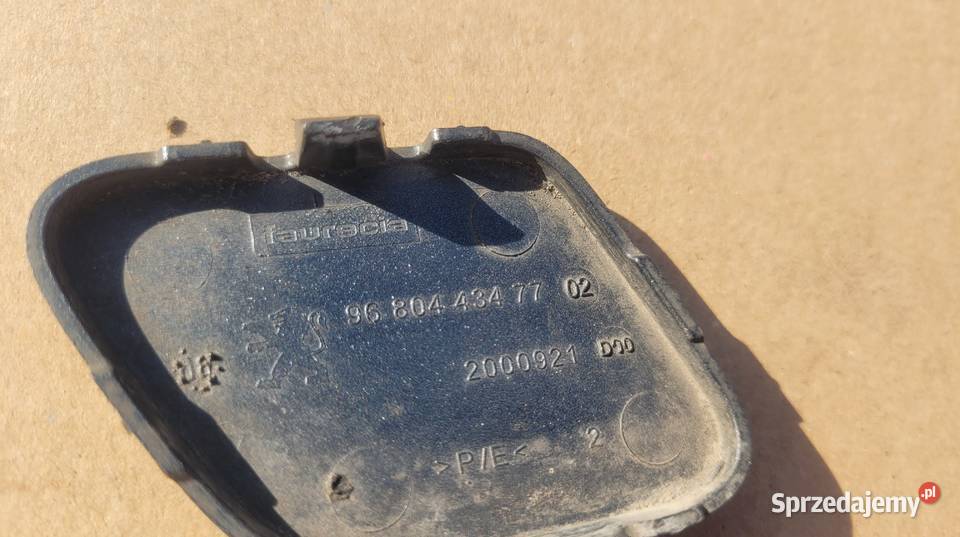 faurecia
96 804 434 77 02
2000921 D00
>P/E< 2
Sprzedajemy.pl